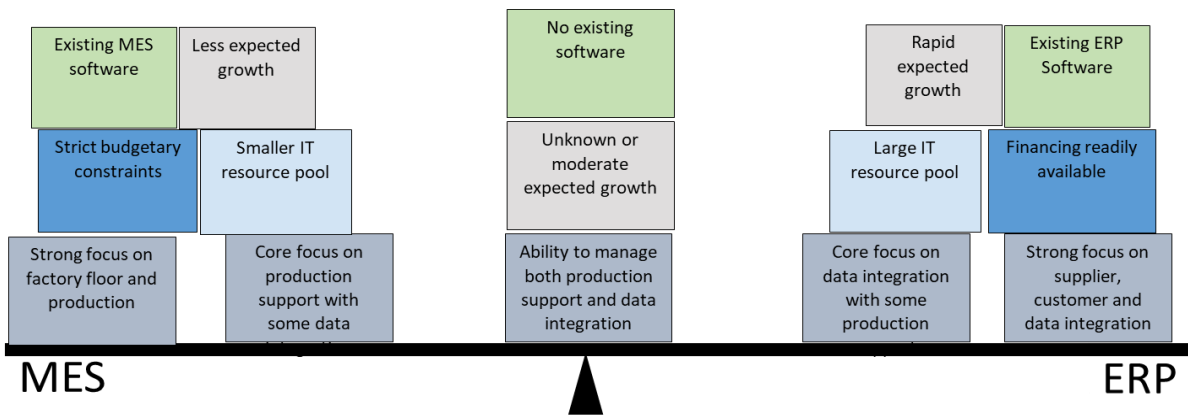 Existing MES
software
Less expected
growth
Strict budgetary
constraints
Smaller IT
resource pool
Strong focus on
factory floor and
production
Core focus on
production
support with
some data
No existing
software
Unknown or
moderate
expected growth
Ability to manage
both production
support and data
integration
Rapid
expected
growth
Existing ERP
Software
Large IT
resource pool
Financing readily
available
Core focus on
data integration
with some
production
Strong focus on
supplier,
customer and
data integration
MES
ERP